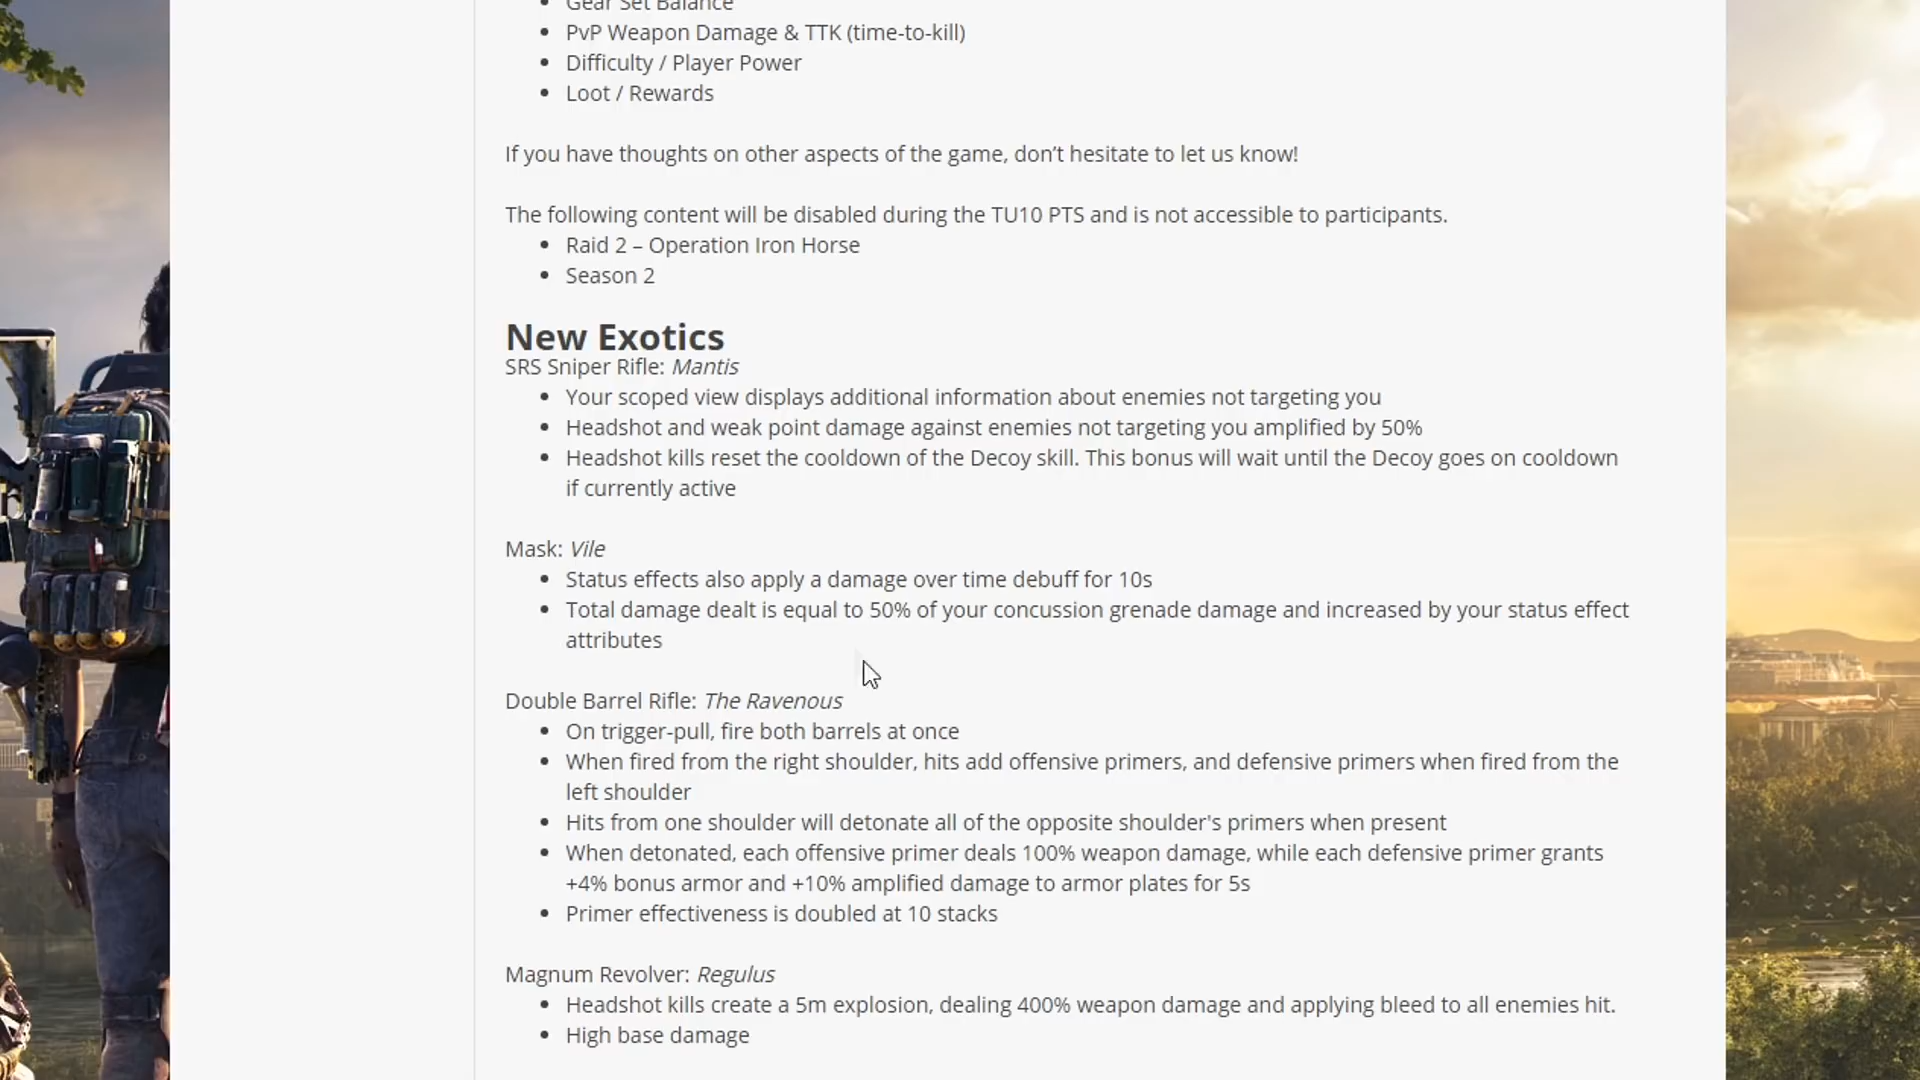 Gear Set Balance
PvP Weapon Damage & TTK (time-to-kill)
Difficulty / Player Power
Loot / Rewards
If you have thoughts on other aspects of the game, don’t hesitate to let us know!
The following content will be disabled during the TU10 PTS and is not accessible to participants.
Raid 2 – Operation Iron Horse
Season 2
New Exotics
SRS Sniper Rifle: Mantis
Your scoped view displays additional information about enemies not targeting you
Headshot and weak point damage against enemies not targeting you amplified by 50%
Headshot kills reset the cooldown of the Decoy skill. This bonus will wait until the Decoy goes on cooldown
if currently active
Mask: Vile
Status effects also apply a damage over time debuff for 10s
Total damage dealt is equal to 50% of your concussion grenade damage and increased by your status effect
attributes
Double Barrel Rifle: The Ravenous
On trigger-pull, fire both barrels at once
When fired from the right shoulder, hits add offensive primers, and defensive primers when fired from the
left shoulder
Hits from one shoulder will detonate all of the opposite shoulder's primers when present
When detonated, each offensive primer deals 100% weapon damage, while each defensive primer grants
+4% bonus armor and +10% amplified damage to armor plates for 5s
Primer effectiveness is doubled at 10 stacks
Magnum Revolver: Regulus
Headshot kills create a 5m explosion, dealing 400% weapon damage and applying bleed to all enemies hit.
High base damage